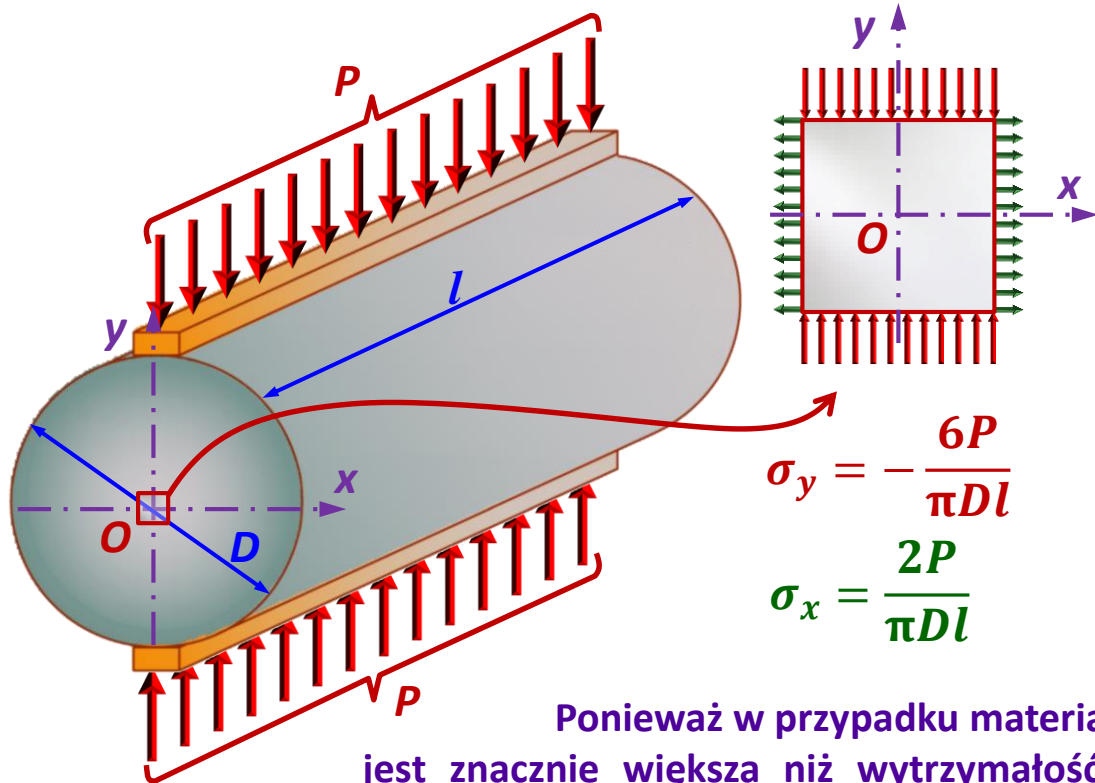 P
y
x
O
l
y
x
O
D
P
σ_y = − 6P / πDl
σ_x = 2P / πDl
Ponieważ w przypadku materia
jest znacznie większa niż wytrzymałość